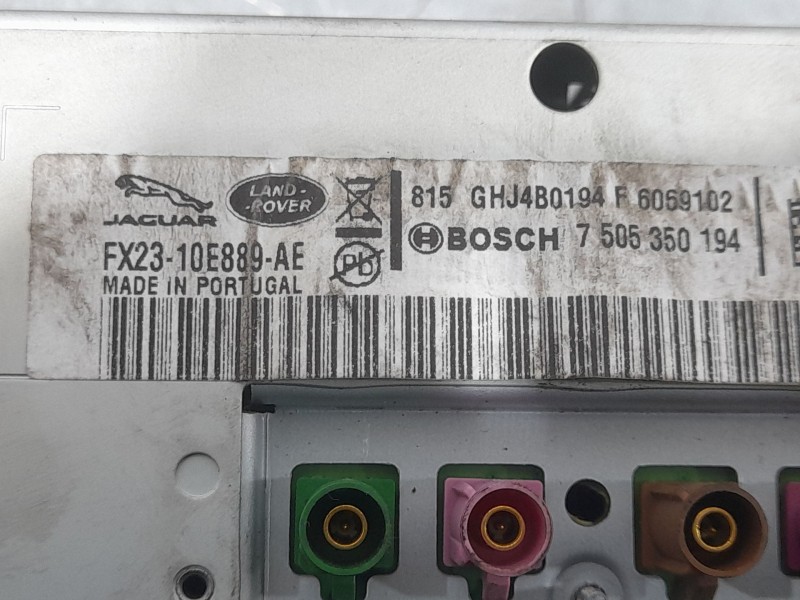 JAGUAR
LAND-
-ROVER
FX23-10E889-AE
MADE IN PORTUGAL
Pb
815 GHJ4B0194 F 6069102
BOSCH 7 505 350 194